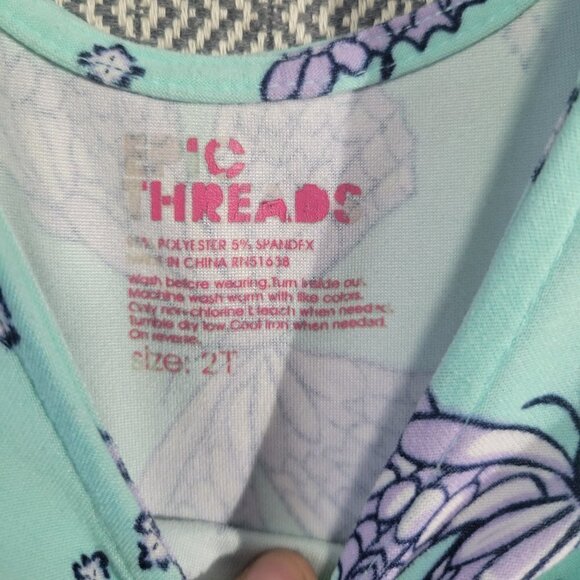 EPIC
THREADS
POLYESTER 5% SPANDEX
IN CHINA RN51638
Wash before wearing. Turn inside out.
Machine wash warm with like colors.
Only non-chlorine bleach when needed.
Tumble dry low. Cool iron when needed.
On reverse.
size: 2T